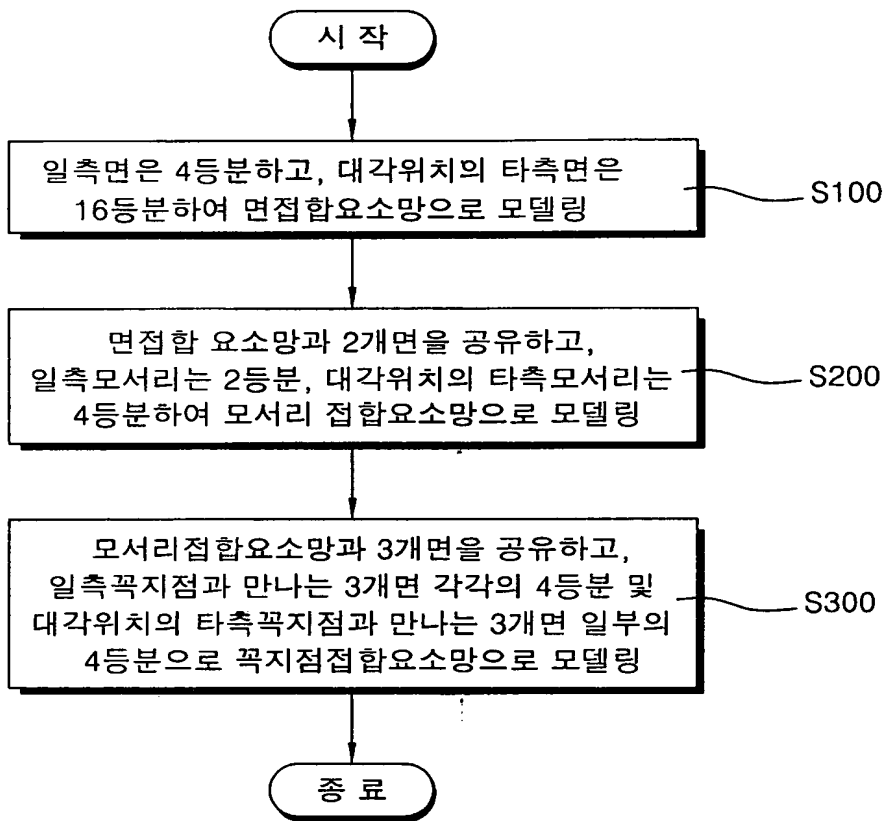 시 작
일측면은 4등분하고, 대각위치의 타측면은
16등분하여 면접합요소망으로 모델링
S100
면접합 요소망과 2개면을 공유하고,
일측모서리는 2등분, 대각위치의 타측모서리는
4등분하여 모서리 접합요소망으로 모델링
S200
모서리접합요소망과 3개면을 공유하고,
일측꼭지점과 만나는 3개면 각각의 4등분 및
대각위치의 타측꼭지점과 만나는 3개면 일부의
4등분으로 꼭지점접합요소망으로 모델링
S300
종 료